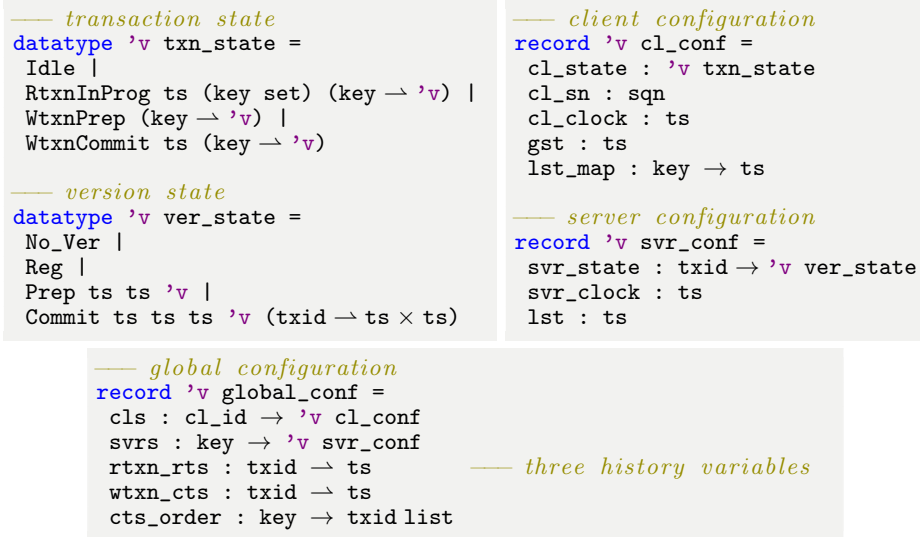 —— transaction state
datatype 'v txn_state =
Idle |
RtxnInProg ts (key set) (key ⇀ 'v) |
WtxnPrep (key ⇀ 'v) |
WtxnCommit ts (key ⇀ 'v)
—— version state
datatype 'v ver_state =
No_Ver |
Reg |
Prep ts ts 'v |
Commit ts ts ts 'v (txid ⇀ ts × ts)
—— client configuration
record 'v cl_conf =
cl_state : 'v txn_state
cl_sn : sqn
cl_clock : ts
gst : ts
lst_map : key → ts
—— server configuration
record 'v svr_conf =
svr_state : txid → 'v ver_state
svr_clock : ts
lst : ts
—— global configuration
record 'v global_conf =
cls : cl_id → 'v cl_conf
svrs : key → 'v svr_conf
rtxn_rts : txid ⇀ ts —— three history variables
wtxn_cts : txid ⇀ ts
cts_order : key → txid list